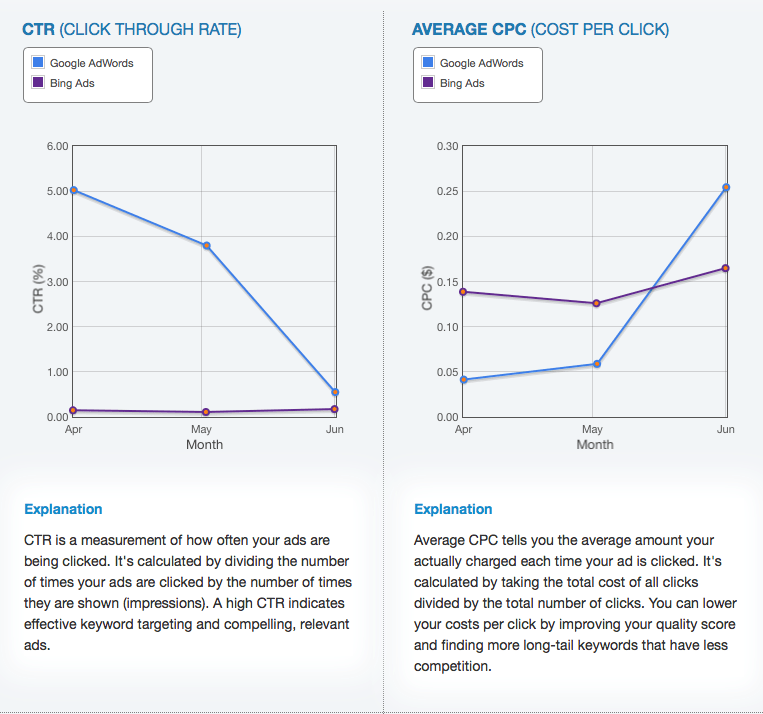 CTR (CLICK THROUGH RATE)
Google AdWords
Bing Ads
6.00
5.00
4.00
3.00
2.00
1.00
0.00
CTR (%)
Apr
May
Jun
Month
Explanation
CTR is a measurement of how often your ads are
being clicked. It's calculated by dividing the number
of times your ads are clicked by the number of times
they are shown (impressions). A high CTR indicates
effective keyword targeting and compelling, relevant
ads.
AVERAGE CPC (COST PER CLICK)
Google AdWords
Bing Ads
0.30
0.25
0.20
0.15
0.10
0.05
0.00
CPC ($)
Apr
May
Jun
Month
Explanation
Average CPC tells you the average amount your
actually charged each time your ad is clicked. It's
calculated by taking the total cost of all clicks
divided by the total number of clicks. You can lower
your costs per click by improving your quality score
and finding more long-tail keywords that have less
competition.